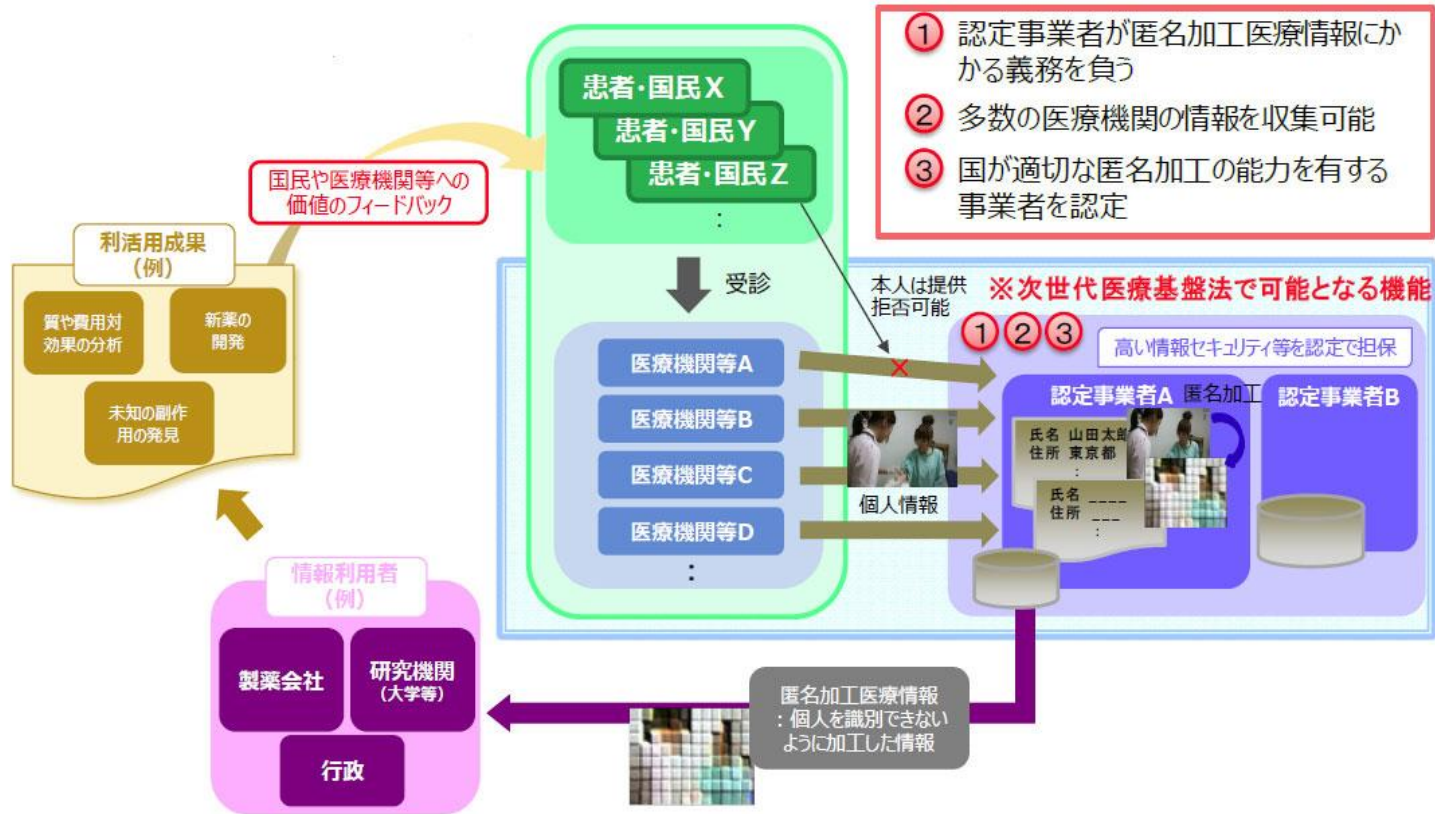 ① 認定事業者が匿名加工医療情報にか
かる義務を負う
② 多数の医療機関の情報を収集可能
③ 国が適切な匿名加工の能力を有する
事業者を認定
患者・国民X
患者・国民Y
患者・国民Z
:
国民や医療機関等への
価値のフィードバック
利活用成果
(例)
質や費用対
効果の分析
新薬の
開発
未知の副作
用の発見
受診
本人は提供
拒否可能
※次世代医療基盤法で可能となる機能
① ② ③
高い情報セキュリティ等を認定で担保
医療機関等A
医療機関等B
医療機関等C
医療機関等D
:
個人情報
認定事業者A
匿名加工
認定事業者B
氏名 山田太郎
住所 東京都
:
氏名 ____
住所 ___
:
情報利用者
(例)
製薬会社
研究機関
(大学等)
行政
匿名加工医療情報
:個人を識別できない
ように加工した情報